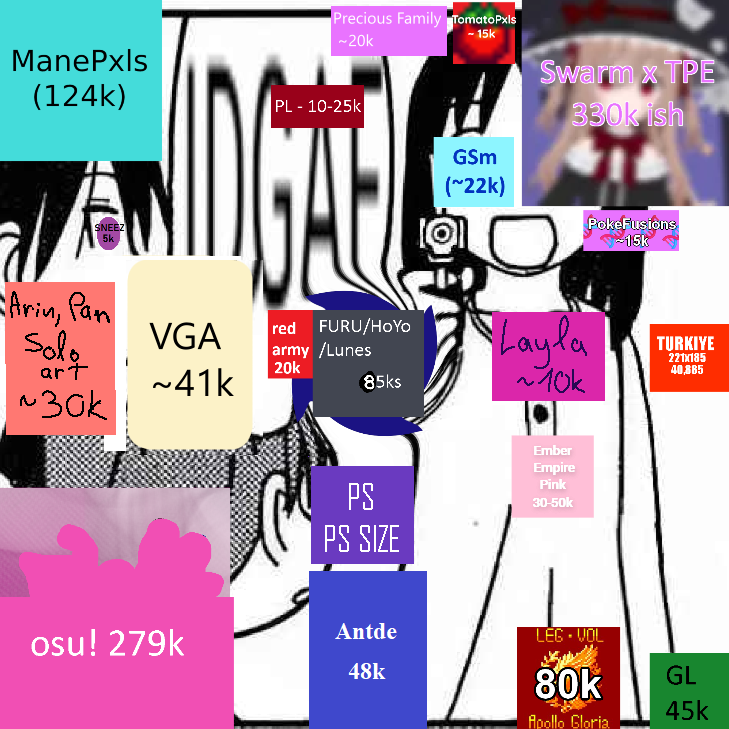 ManePxls
(124k)
Precious Family
~20k
TomatoPxls
~ 15k
Swarm x TPE
330k ish
IDGAF
PL - 10-25k
GSm
(~22k)
SNEEZ
5k
PokeFusions
~15k
Arin, Pan
Solo
art
~30k
VGA
~41k
red
army
20k
FURU/HoYo
/Lunes
85ks
Layla
~10k
TURKIYE
221x185
40,885
Ember
Empire
Pink
30-50k
PS
PS SIZE
osu! 279k
Antde
48k
LEG · VOL
80k
Apollo Gloria
GL
45k